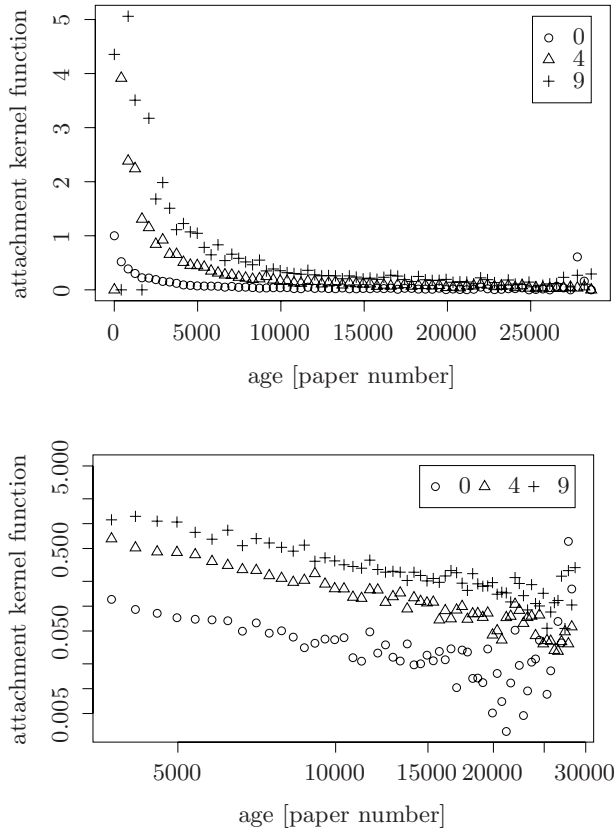 attachment kernel function
5
4
3
2
1
0
0
4
9
0 5000 10000 15000 20000 25000
age [paper number]
attachment kernel function
5.000
0.500
0.050
0.005
0 4 9
5000 10000 15000 20000 30000
age [paper number]